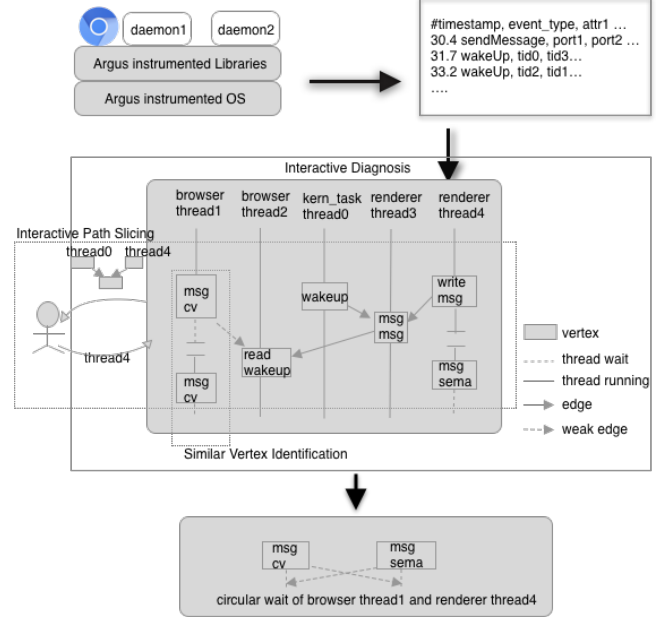 daemon1
daemon2
Argus instrumented Libraries
Argus instrumented OS
#timestamp, event_type, attr1 ...
30.4 sendMessage, port1, port2 ...
31.7 wakeUp, tid0, tid3...
33.2 wakeUp, tid2, tid1...
....
Interactive Diagnosis
browser
thread1
browser
thread2
kern_task
thread0
renderer
thread3
renderer
thread4
Interactive Path Slicing
thread0
thread4
thread4
msg
cv
msg
cv
read
wakeup
wakeup
msg
msg
write
msg
msg
sema
Similar Vertex Identification
vertex
thread wait
thread running
edge
weak edge
msg
cv
msg
sema
circular wait of browser thread1 and renderer thread4